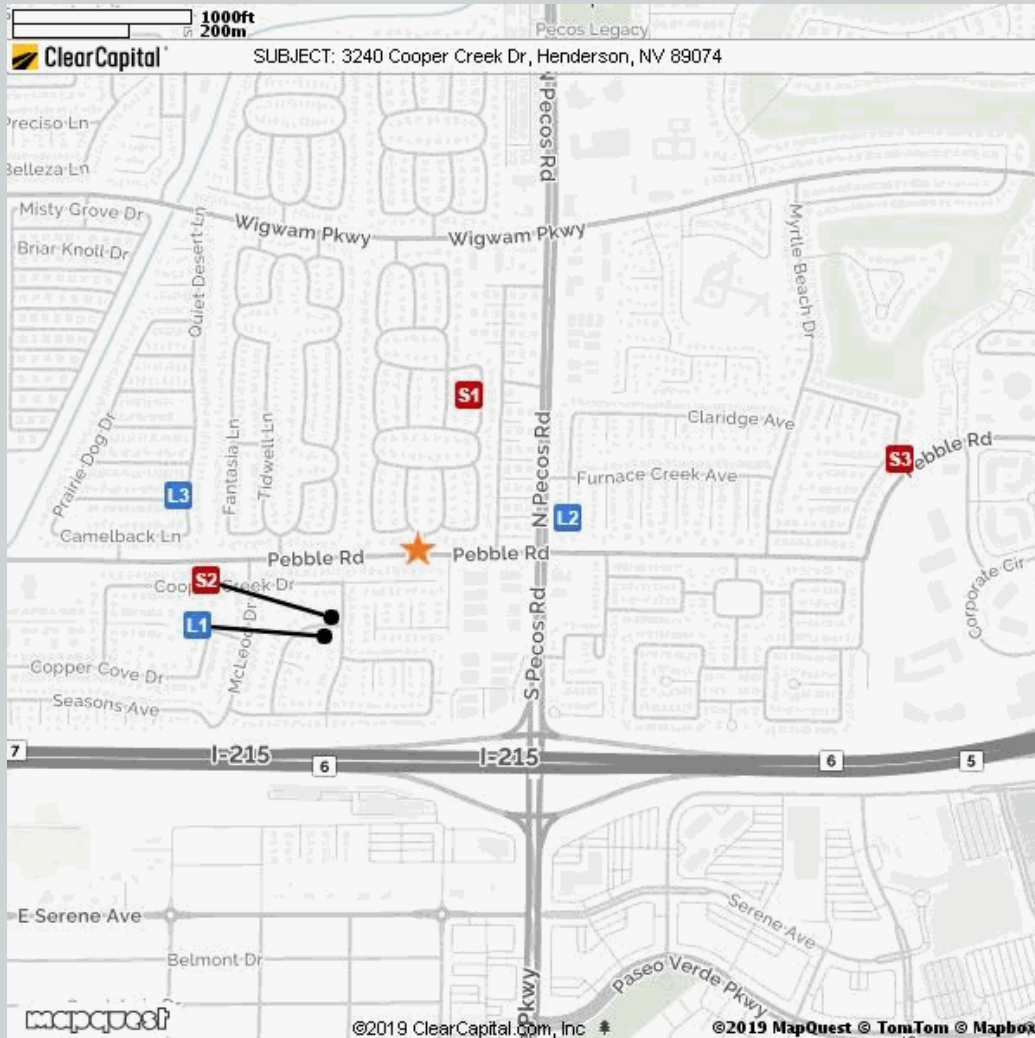 1000ft
200m
Pecos Legacy
ClearCapital
SUBJECT: 3240 Cooper Creek Dr, Henderson, NV 89074
Preciso Ln
N Pecos Rd
Belleza Ln
Misty Grove Dr
Wigwam Pkwy
Wigwam Pkwy
Briar Knoll Dr
Quiet Desert Ln
Myrtle Beach Dr
S1
Claridge Ave
Prairie Dog Dr
Fantasia Ln
Tidwell Ln
N Pecos Rd
S3
Pebble Rd
Furnace Creek Ave
L3
L2
Camelback Ln
Pebble Rd
Pebble Rd
S2
Creek Dr
Corporate Cir
L1
McLeod Dr
S Pecos Rd
Copper Cove Dr
Seasons Ave
7
I-215
6
I-215
6
5
E Serene Ave
Serene Ave
Belmont Dr
Paseo Verde Pkwy
Pkwy
mapquest
©2019 ClearCapital.com, Inc
©2019 MapQuest © TomTom © Mapbox